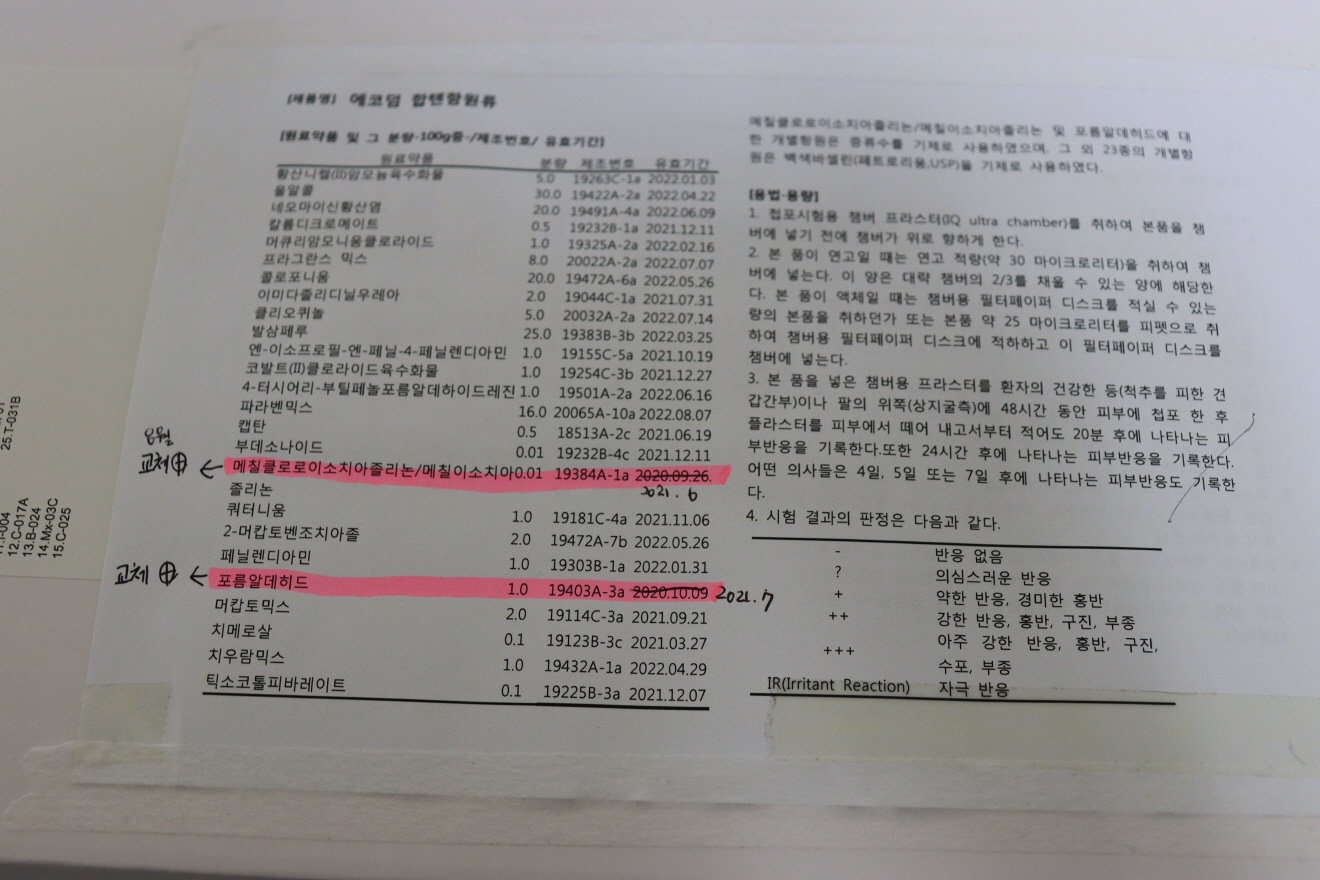 [제품명] 에코덤 합텐항원류
[원료약품 및 그 분량-100g중-/제조번호/ 유효기간]
원료약품 분량 제조번호 유효기간
황산니켈(II)암모늄육수화물 5.0 19263C-1a 2022.01.03
울알콜 30.0 19422A-2a 2022.04.22
네오마이신황산염 20.0 19491A-4a 2022.06.09
칼륨디크로메이트 0.5 19232B-1a 2021.12.11
머큐리암모니움클로라이드 1.0 19325A-2a 2022.02.16
프라그란스 믹스 8.0 20022A-2a 2022.07.07
콜로포니움 20.0 19472A-6a 2022.05.26
이미다졸리디닐우레아 2.0 19044C-1a 2021.07.31
클리오퀴놀 5.0 20032A-2a 2022.07.14
발삼페루 25.0 19383B-3b 2022.03.25
엔-이소프로필-엔-페닐-4-페닐렌디아민 1.0 19155C-5a 2021.10.19
코발트(II)클로라이드육수화물 1.0 19254C-3b 2021.12.27
4-터시어리-부틸페놀포름알데하이드레진 1.0 19501A-2a 2022.06.16
파라벤믹스 16.0 20065A-10a 2022.08.07
캡탄 0.5 18513A-2c 2021.06.19
부데소나이드 0.01 19232B-4c 2021.12.11
교체 ← 메칠클로로이소치아졸리논/메칠이소치아 0.01 19384A-1a 2020.09.26.
졸리논 2021.6
쿼터니움 1.0 19181C-4a 2021.11.06
2-머캅토벤조치아졸 2.0 19472A-7b 2022.05.26
페닐렌디아민 1.0 19303B-1a 2022.01.31
교체 ← 포름알데히드 1.0 19403A-3a 2020.10.09 2021.7
머캅토믹스 2.0 19114C-3a 2021.09.21
치메로살 0.1 19123B-3c 2021.03.27
치우람믹스 1.0 19432A-1a 2022.04.29
틱소코톨피바레이트 0.1 19225B-3a 2021.12.07
메칠클로로이소치아졸리논/메칠이소치아졸리논 및 포름알데히드에 대
한 개별항원은 증류수를 기제로 사용하였으며, 그 외 23종의 개별항
원은 백색바셀린(페트로리움,USP)을 기제로 사용하였다.
[용법·용량]
1. 첩포시험용 챔버 프라스터(IQ ultra chamber)를 취하여 본품을 챔
버에 넣기 전에 챔버가 위로 향하게 한다.
2. 본 품이 연고일 때는 연고 적량(약 30 마이크로리터)을 취하여 챔
버에 넣는다. 이 양은 대략 챔버의 2/3를 채울 수 있는 양에 해당한
다. 본 품이 액체일 때는 챔버용 필터페이퍼 디스크를 적실 수 있는
량의 본품을 취하던가 또는 본품 약 25 마이크로리터를 피펫으로 취
하여 챔버용 필터페이퍼 디스크에 적하하고 이 필터페이퍼 디스크를
챔버에 넣는다.
3. 본 품을 넣은 챔버용 프라스터를 환자의 건강한 등(척추를 피한 견
갑간부)이나 팔의 위쪽(상지굴측)에 48시간 동안 피부에 첩포 한 후
플라스터를 피부에서 떼어 내고서부터 적어도 20분 후에 나타나는 피
부반응을 기록한다.또한 24시간 후에 나타나는 피부반응을 기록한다.
어떤 의사들은 4일, 5일 또는 7일 후에 나타나는 피부반응도 기록한
다.
4. 시험 결과의 판정은 다음과 같다.
- 반응 없음
? 의심스러운 반응
+ 약한 반응, 경미한 홍반
++ 강한 반응, 홍반, 구진, 부종
+++ 아주 강한 반응, 홍반, 구진,
수포, 부종
IR(Irritant Reaction) 자극 반응
25.T-031B
12.C-017A
13.B-024
14.Mx-03C
15.C-025